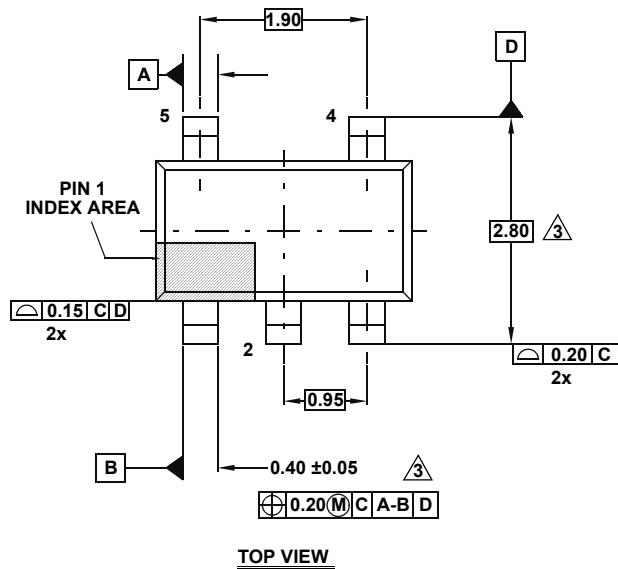 1.90
D
A
5
4
PIN 1
INDEX AREA
2.80 3
0.15 C D
2x
2
0.20 C
2x
0.95
B
0.40 ±0.05 3
0.20 M C A-B D
TOP VIEW